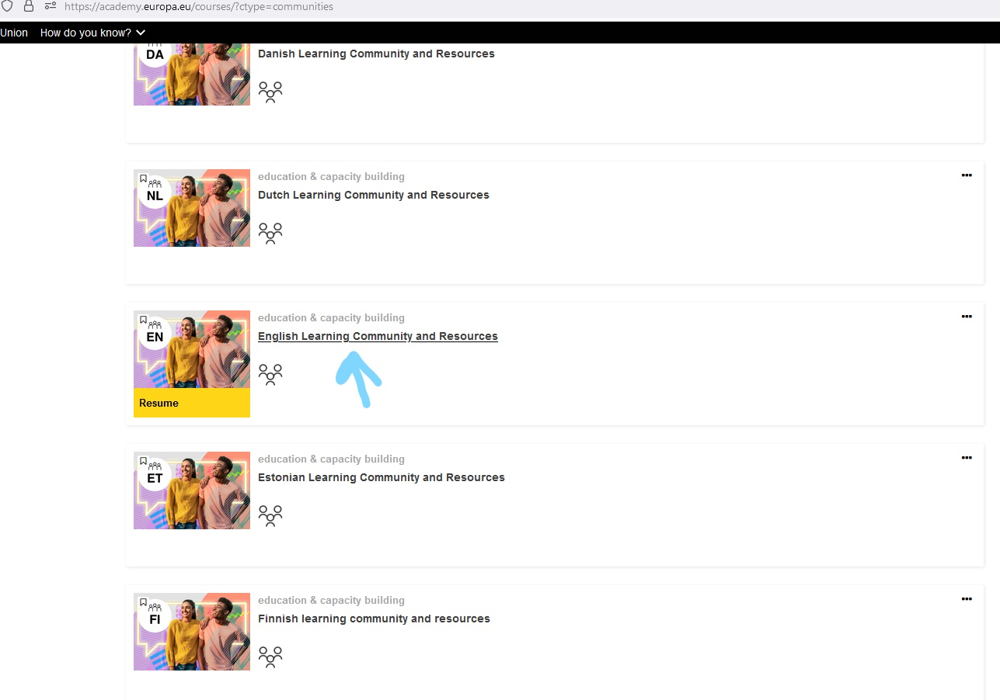 https://academy.europa.eu/courses/?ctype=communities
Union How do you know?
DA
Danish Learning Community and Resources
education & capacity building
NL
Dutch Learning Community and Resources
education & capacity building
EN
English Learning Community and Resources
Resume
education & capacity building
ET
Estonian Learning Community and Resources
education & capacity building
FI
Finnish learning community and resources